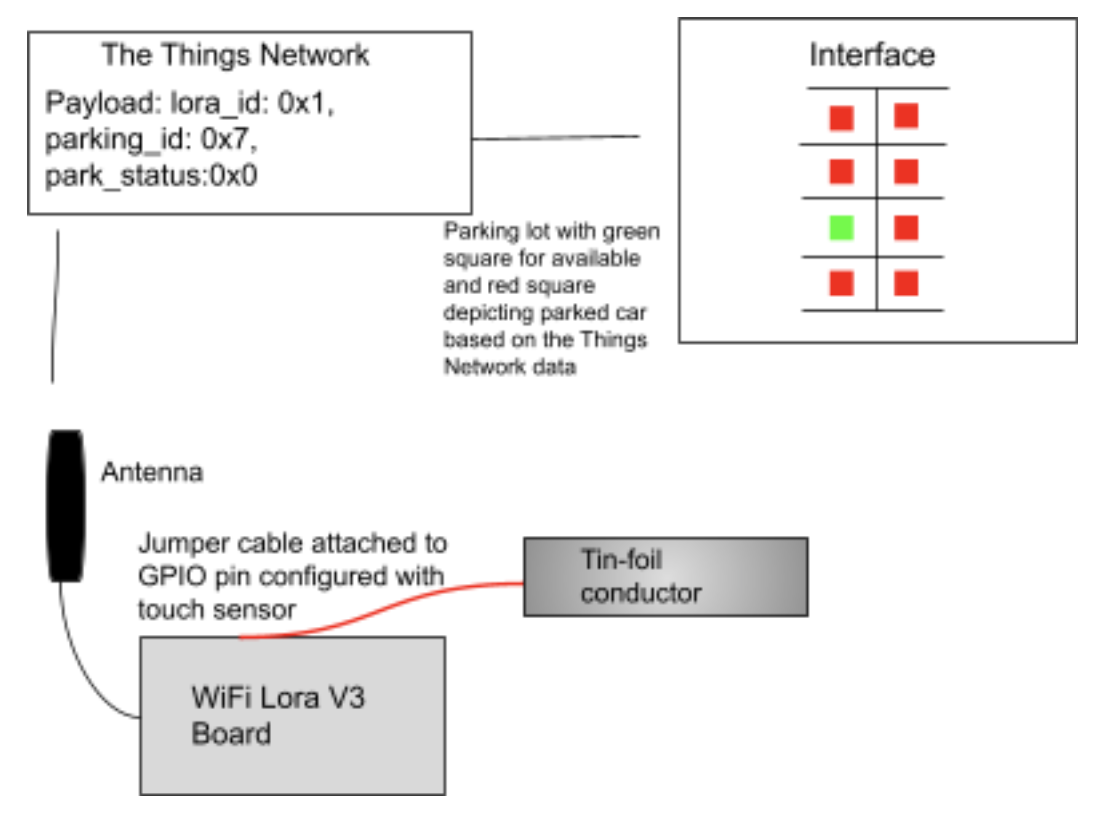 The Things Network
Payload: lora_id: 0x1,
parking_id: 0x7,
park_status:0x0
Interface
Parking lot with green
square for available
and red square
depicting parked car
based on the Things
Network data
Antenna
Jumper cable attached to
GPIO pin configured with
touch sensor
Tin-foil
conductor
WiFi Lora V3
Board